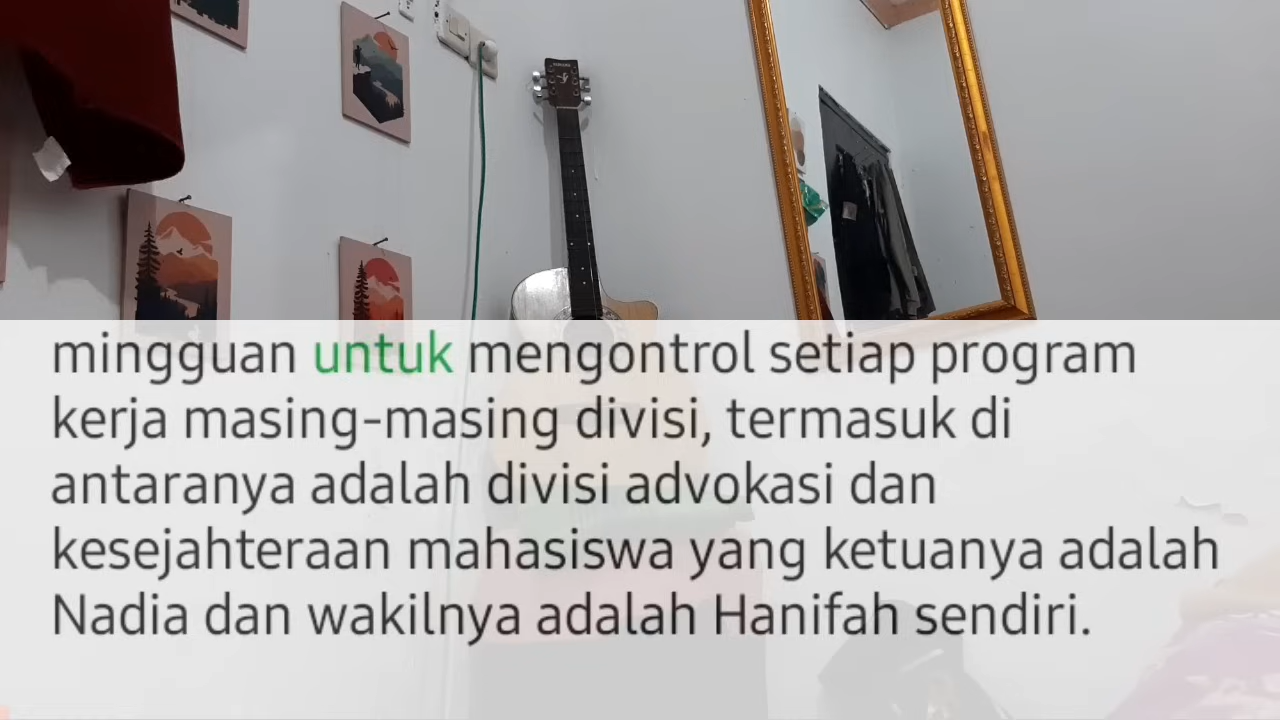 mingguan untuk mengontrol setiap program
kerja masing-masing divisi, termasuk di
antaranya adalah divisi advokasi dan
kesejahteraan mahasiswa yang ketuanya adalah
Nadia dan wakilnya adalah Hanifah sendiri.